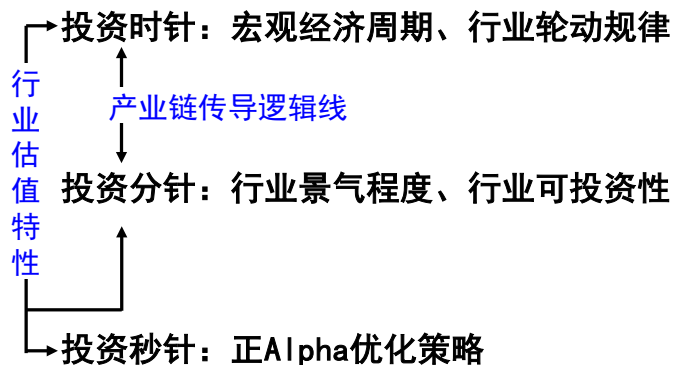 投资时针：宏观经济周期、行业轮动规律
产业链传导逻辑线
行业估值特性
投资分针：行业景气程度、行业可投资性
投资秒针：正Alpha优化策略